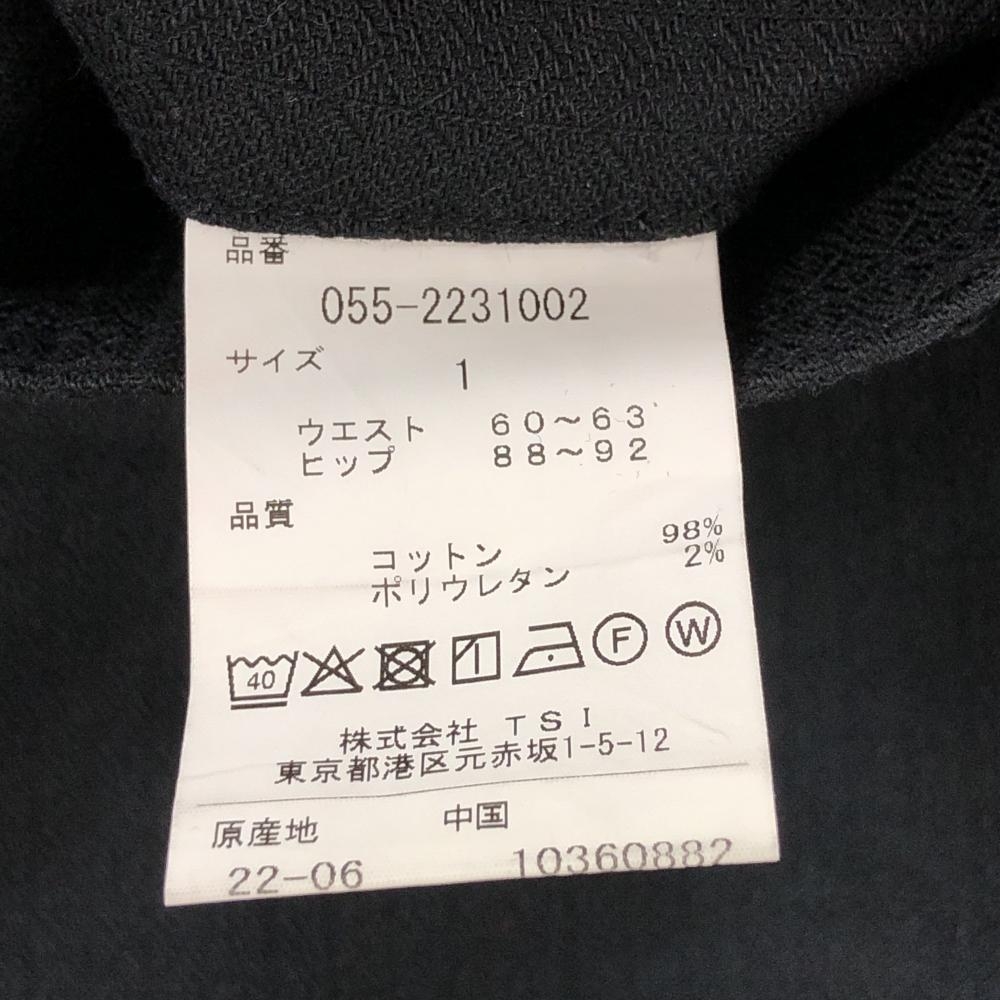 品番
055-2231002
サイズ 1
ウエスト 60~63
ヒップ 88~92
品質
コットン 98%
ポリウレタン 2%
40 F W
株式会社 TSI
東京都港区元赤坂1-5-12
原産地 中国
22-06 10360882